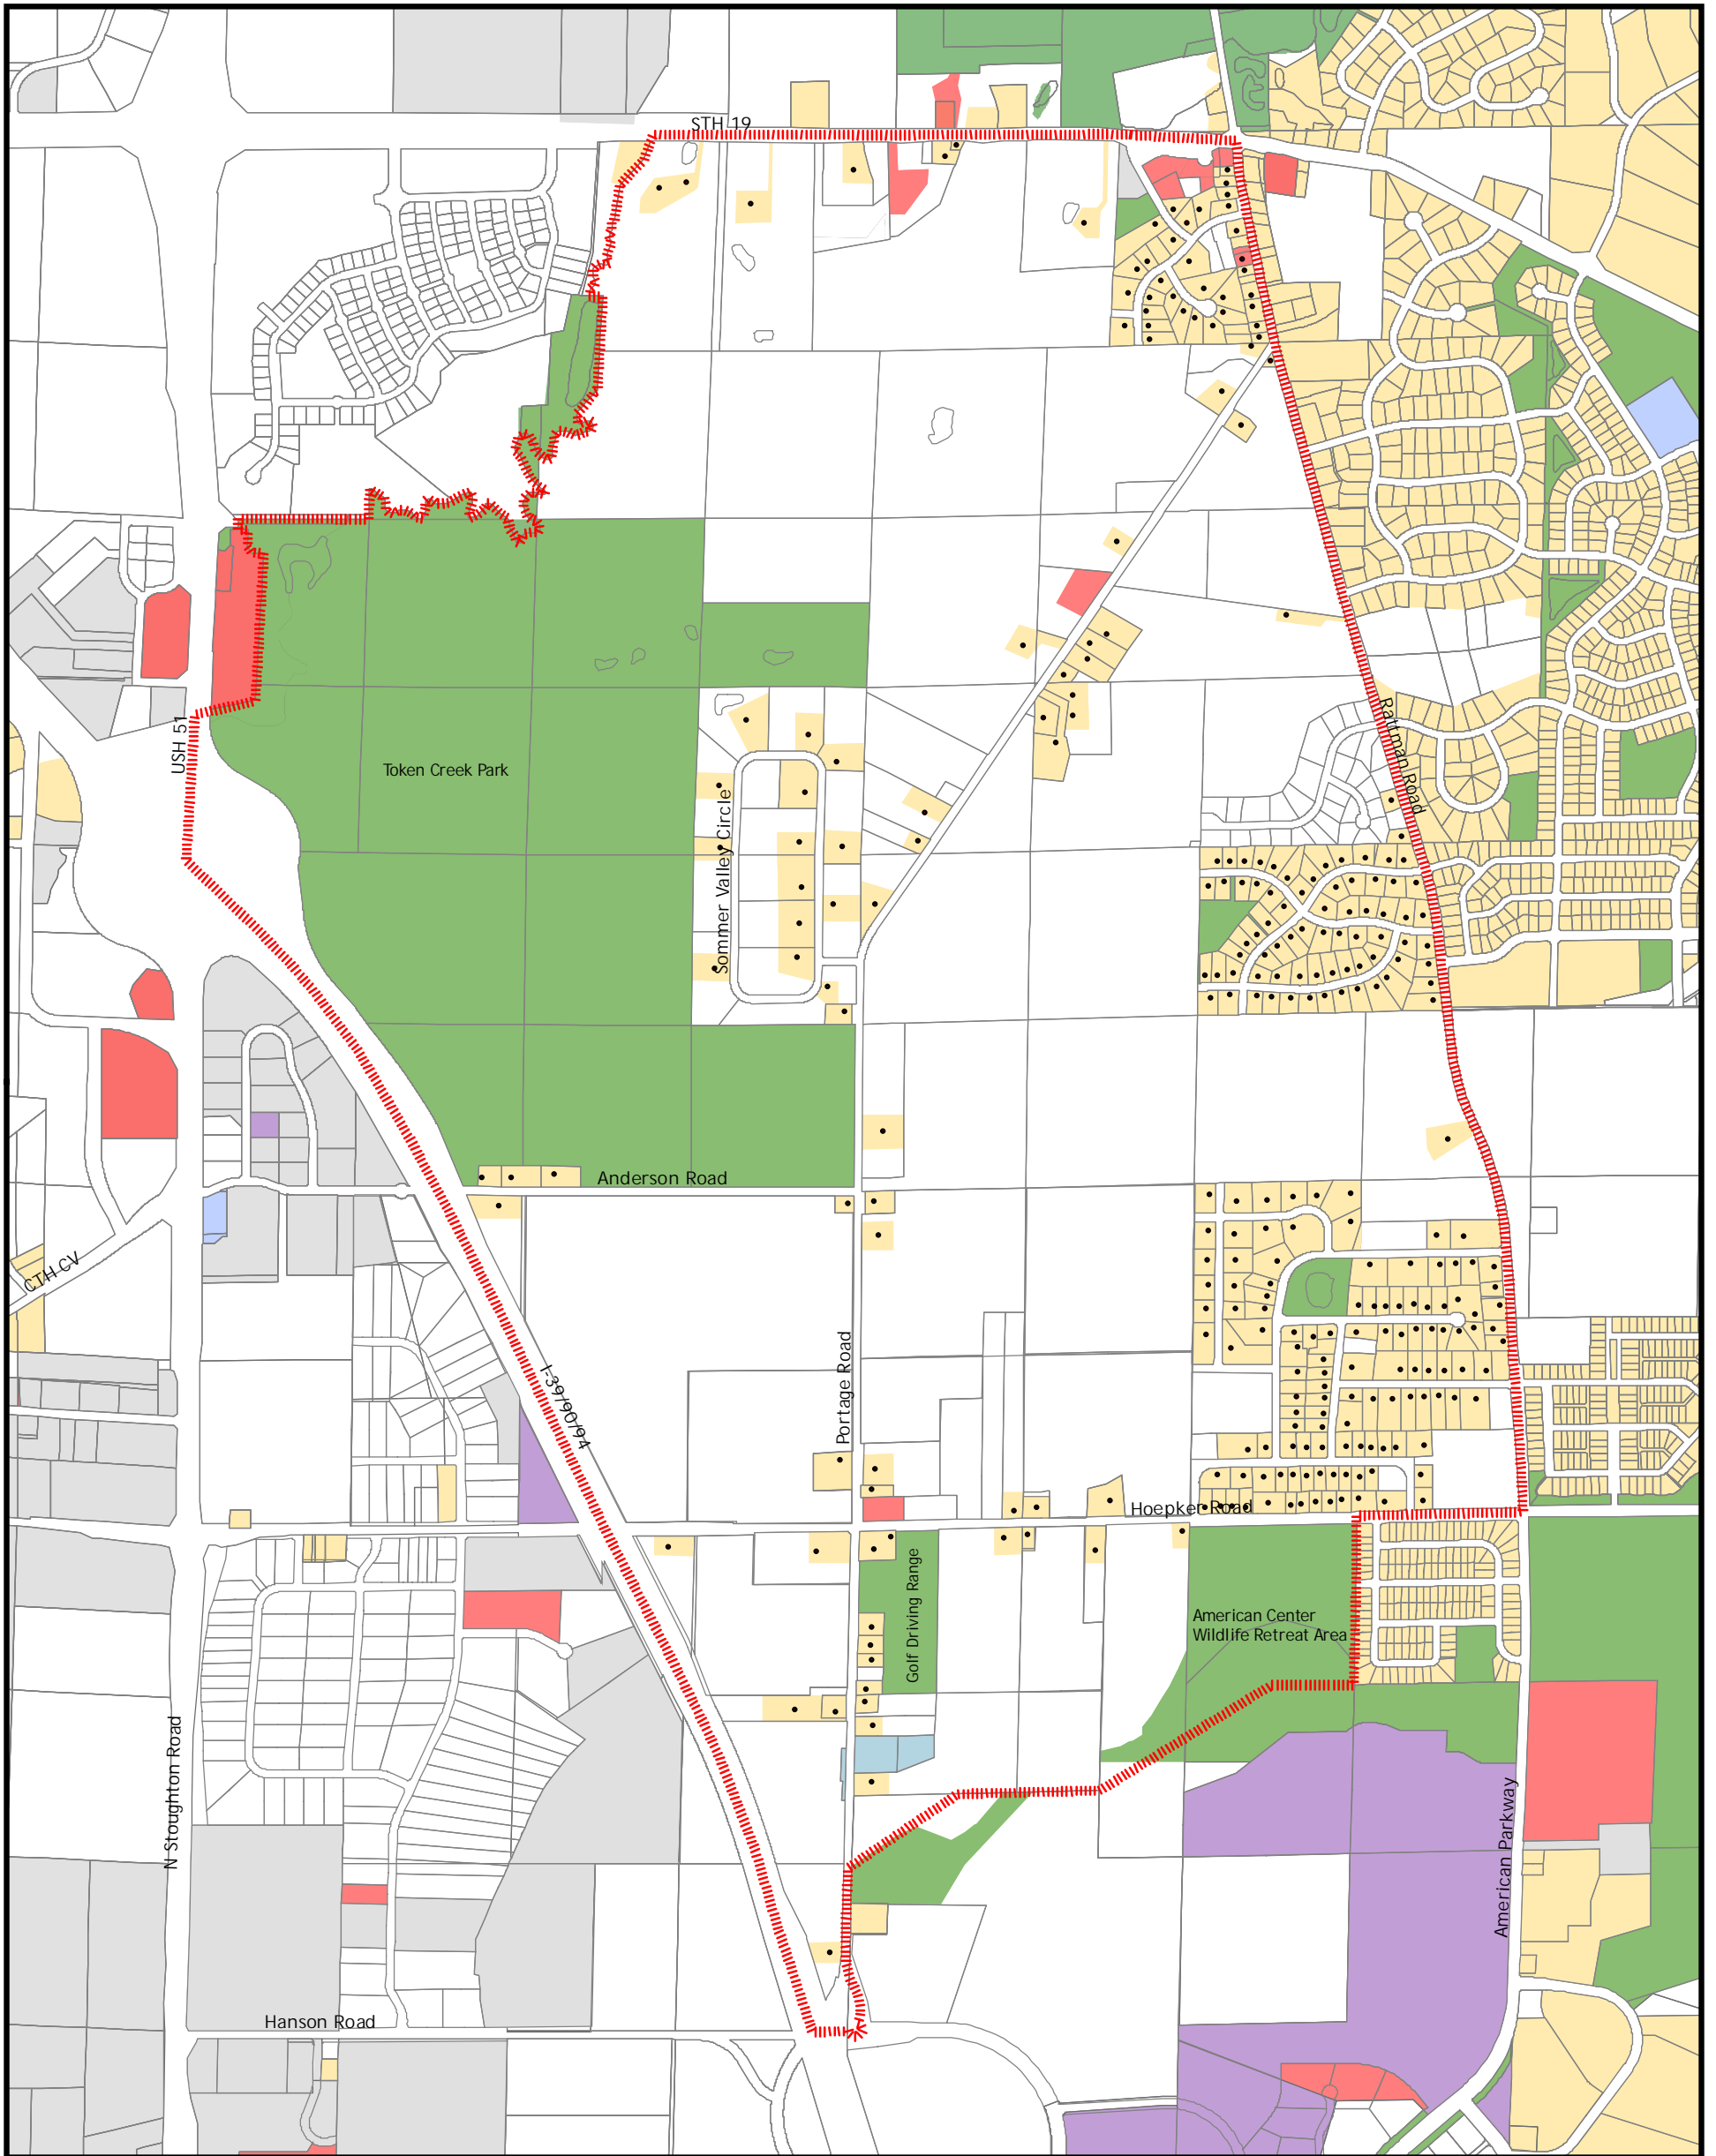 STH 19
Rattman Road
USH 51
Token Creek Park
Sommer Valley Circle
Anderson Road
CTH CV
Portage Road
I-39/90/94
Hoepker Road
Golf Driving Range
American Center
Wildlife Retreat Area
N Stoughton Road
American Parkway
Hanson Road